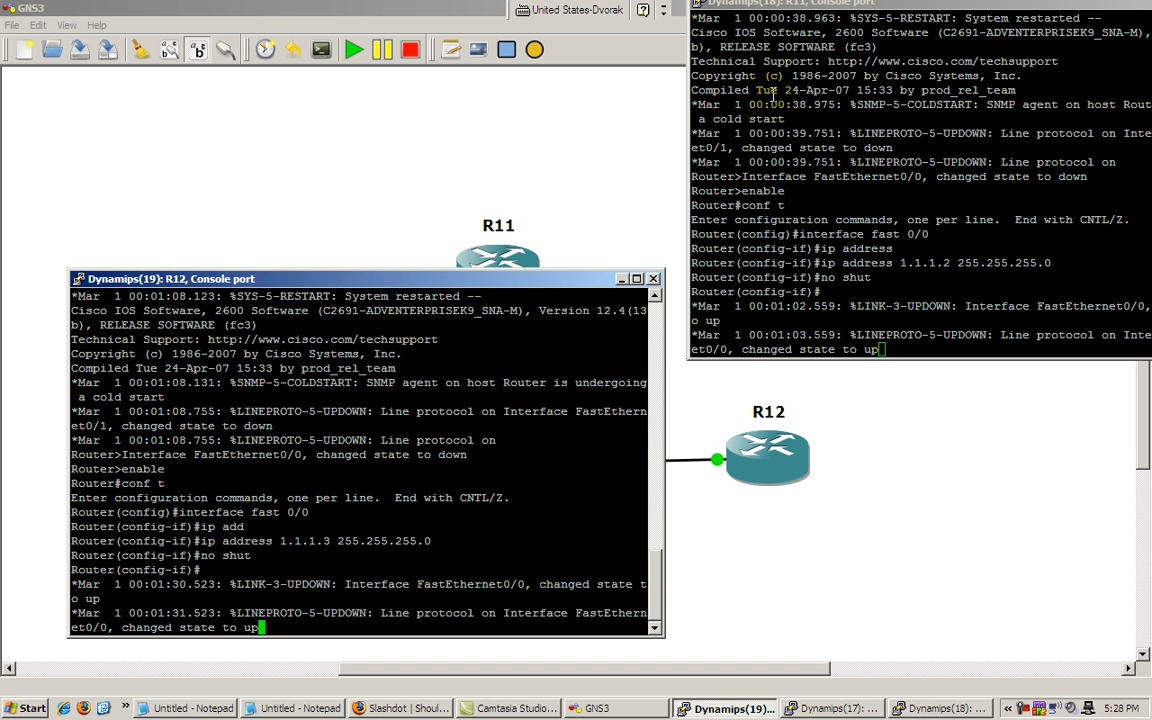 GNS3
United States-Dvorak
File Edit View Help
Dynamips(18): R11, Console port
*Mar  1 00:00:38.963: %SYS-5-RESTART: System restarted --
Cisco IOS Software, 2600 Software (C2691-ADVENTERPRISEK9_SNA-M),
b), RELEASE SOFTWARE (fc3)
Technical Support: http://www.cisco.com/techsupport
Copyright (c) 1986-2007 by Cisco Systems, Inc.
Compiled Tue 24-Apr-07 15:33 by prod_rel_team
*Mar  1 00:00:38.975: %SNMP-5-COLDSTART: SNMP agent on host Rout
 a cold start
*Mar  1 00:00:39.751: %LINEPROTO-5-UPDOWN: Line protocol on Inte
et0/1, changed state to down
*Mar  1 00:00:39.751: %LINEPROTO-5-UPDOWN: Line protocol on
Router>Interface FastEthernet0/0, changed state to down
Router>enable
Router#conf t
Enter configuration commands, one per line.  End with CNTL/Z.
Router(config)#interface fast 0/0
Router(config-if)#ip address
Router(config-if)#ip address 1.1.1.2 255.255.255.0
Router(config-if)#no shut
Router(config-if)#
*Mar  1 00:01:02.559: %LINK-3-UPDOWN: Interface FastEthernet0/0,
o up
*Mar  1 00:01:03.559: %LINEPROTO-5-UPDOWN: Line protocol on Inte
et0/0, changed state to up
R11
Dynamips(19): R12, Console port
*Mar  1 00:01:08.123: %SYS-5-RESTART: System restarted --
Cisco IOS Software, 2600 Software (C2691-ADVENTERPRISEK9_SNA-M), Version 12.4(13
b), RELEASE SOFTWARE (fc3)
Technical Support: http://www.cisco.com/techsupport
Copyright (c) 1986-2007 by Cisco Systems, Inc.
Compiled Tue 24-Apr-07 15:33 by prod_rel_team
*Mar  1 00:01:08.131: %SNMP-5-COLDSTART: SNMP agent on host Router is undergoing
 a cold start
*Mar  1 00:01:08.755: %LINEPROTO-5-UPDOWN: Line protocol on Interface FastEthern
et0/1, changed state to down
*Mar  1 00:01:08.755: %LINEPROTO-5-UPDOWN: Line protocol on
Router>Interface FastEthernet0/0, changed state to down
Router>enable
Router#conf t
Enter configuration commands, one per line.  End with CNTL/Z.
Router(config)#interface fast 0/0
Router(config-if)#ip add
Router(config-if)#ip address 1.1.1.3 255.255.255.0
Router(config-if)#no shut
Router(config-if)#
*Mar  1 00:01:30.523: %LINK-3-UPDOWN: Interface FastEthernet0/0, changed state t
o up
*Mar  1 00:01:31.523: %LINEPROTO-5-UPDOWN: Line protocol on Interface FastEthern
et0/0, changed state to up
R12
Start
Untitled - Notepad
Untitled - Notepad
Slashdot | Shoul...
Camtasia Studio...
GNS3
Dynamips(19)...
Dynamips(17): ...
Dynamips(18): ...
5:28 PM